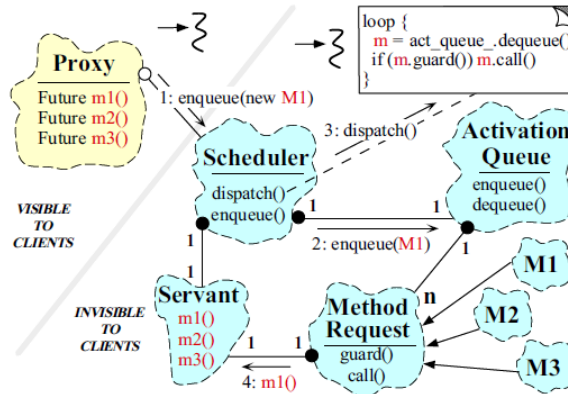 loop {
m = act_queue_.dequeue()
if (m.guard()) m.call()
}
Proxy
Future m1()
Future m2()
Future m3()
1: enqueue(new M1)
3: dispatch()
Scheduler
dispatch()
enqueue()
Activation
Queue
enqueue()
dequeue()
VISIBLE
TO
CLIENTS
1
1
1
1
2: enqueue(M1)
1
INVISIBLE
TO
CLIENTS
Servant
m1()
m2()
m3()
Method
Request
guard()
call()
n
M1
M2
M3
1
1
4: m1()